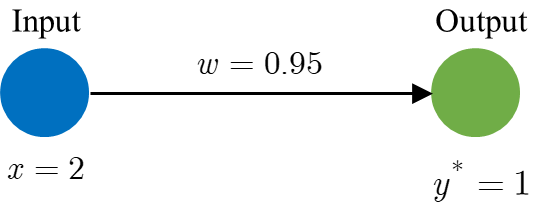 Input
Output
w = 0.95
x = 2
y* = 1